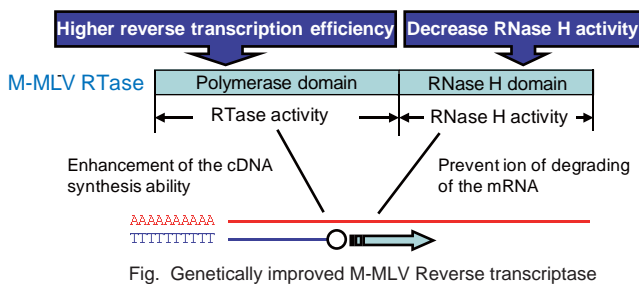 Higher reverse transcription efficiency
Decrease RNase H activity
M-MLV RTase
Polymerase domain
RNase H domain
RTase activity
RNase H activity
Enhancement of the cDNA
synthesis ability
Prevent ion of degrading
of the mRNA
AAAAAAAAAA
TTTTTTTTTT
Fig. Genetically improved M-MLV Reverse transcriptase